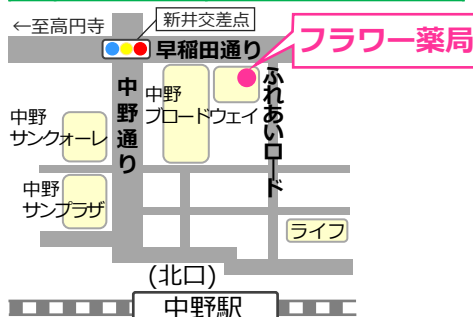 ←至高円寺
新井交差点
早稲田通り
フラワー薬局
中野通り
中野
ブロードウェイ
ふれあいロード
中野
サンクォーレ
中野
サンプラザ
ライフ
(北口)
中野駅